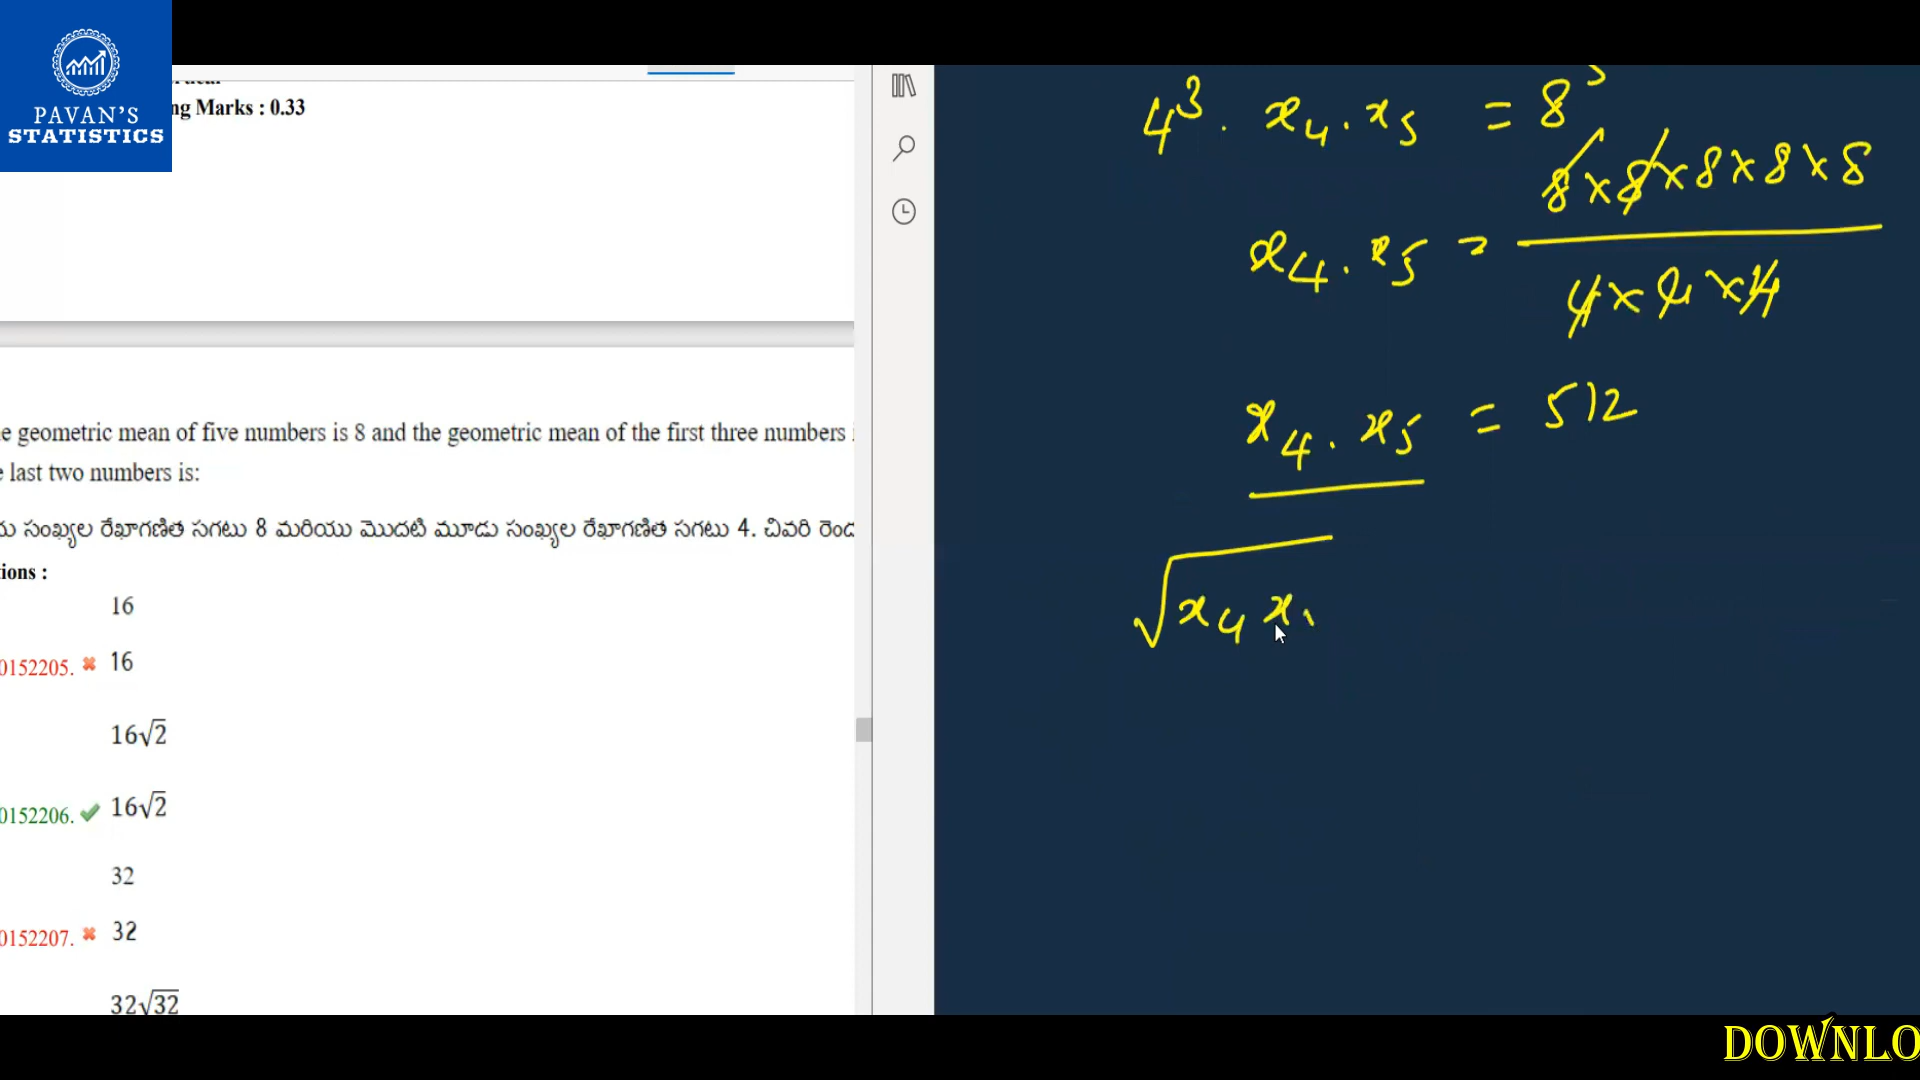 PAVAN'S
STATISTICS
ng Marks : 0.33
e geometric mean of five numbers is 8 and the geometric mean of the first three numbers
e last two numbers is:
సంఖ్యల రేఖాగణిత సగటు 8 మరియు మొదటి మూడు సంఖ్యల రేఖాగణిత సగటు 4. చివరి రెండ
tions :
16
0152205. ✖ 16
16√2
0152206. ✔ 16√2
32
0152207. ✖ 32
32√32
4³ . x₄ . x₅ = 8⁵
8 × 8 × 8 × 8 × 8
x₄ . x₅ =
4 × 4 × 4
x₄ . x₅ = 512
√x₄ x
DOWNLO